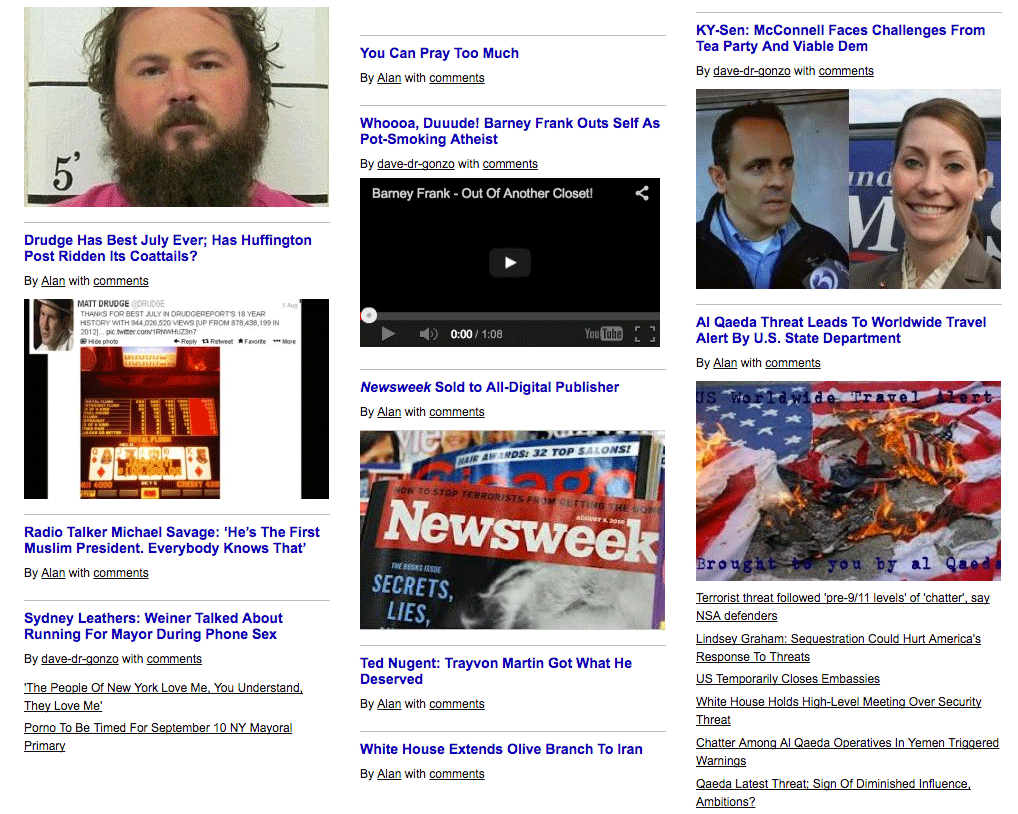 5'
Drudge Has Best July Ever; Has Huffington
Post Ridden Its Coattails?
By Alan with comments
MATT DRUDGE @DRUDGE 1 Aug
THANKS FOR BEST JULY IN DRUDGEREPORT'S 18 YEAR
HISTORY WITH 944,026,520 VIEWS [UP FROM 878,438,199 IN
2012]... pic.twitter.com/1RNWHUZ3n7
Hide photo Reply Retweet Favorite More
ROYAL FLUSH
HELD
BETS
CREDIT
Radio Talker Michael Savage: ‘He’s The First
Muslim President. Everybody Knows That’
By Alan with comments
Sydney Leathers: Weiner Talked About
Running For Mayor During Phone Sex
By dave-dr-gonzo with comments
'The People Of New York Love Me, You Understand,
They Love Me'
Porno To Be Timed For September 10 NY Mayoral
Primary
You Can Pray Too Much
By Alan with comments
Whoooa, Duuude! Barney Frank Outs Self As
Pot-Smoking Atheist
By dave-dr-gonzo with comments
Barney Frank - Out Of Another Closet!
0:00 / 1:08 YouTube
Newsweek Sold to All-Digital Publisher
By Alan with comments
HAIR AWARDS: 32 TOP SALONS!
Chicago
HOW TO STOP TERRORISTS FROM GETTING THE BOMB
AUGUST 9, 2010
Newsweek
THE BOOKS ISSUE
SECRETS,
LIES,
Ted Nugent: Trayvon Martin Got What He
Deserved
By Alan with comments
White House Extends Olive Branch To Iran
By Alan with comments
KY-Sen: McConnell Faces Challenges From
Tea Party And Viable Dem
By dave-dr-gonzo with comments
Al Qaeda Threat Leads To Worldwide Travel
Alert By U.S. State Department
By Alan with comments
US Worldwide Travel Alert
Brought to you by al Qaeda
Terrorist threat followed 'pre-9/11 levels' of 'chatter', say
NSA defenders
Lindsey Graham: Sequestration Could Hurt America's
Response To Threats
US Temporarily Closes Embassies
White House Holds High-Level Meeting Over Security
Threat
Chatter Among Al Qaeda Operatives In Yemen Triggered
Warnings
Qaeda Latest Threat; Sign Of Diminished Influence,
Ambitions?